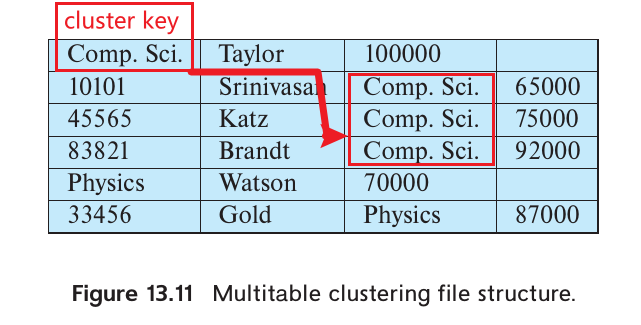 cluster key
Comp. Sci. Taylor 100000
10101 Srinivasan Comp. Sci. 65000
45565 Katz Comp. Sci. 75000
83821 Brandt Comp. Sci. 92000
Physics Watson 70000
33456 Gold Physics 87000
Figure 13.11 Multitable clustering file structure.